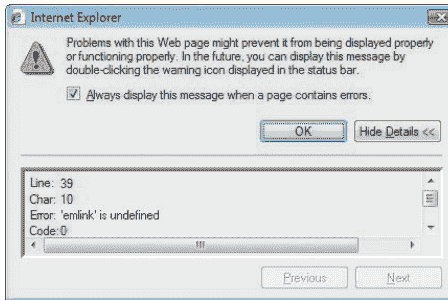 Internet Explorer
Problems with this Web page might prevent it from being displayed properly
or functioning properly. In the future, you can display this message by
double-clicking the warning icon displayed in the status bar.
Always display this message when a page contains errors.
OK
Hide Details <<
Line: 39
Char: 10
Error: 'emlink' is undefined
Code:0
Previous
Next